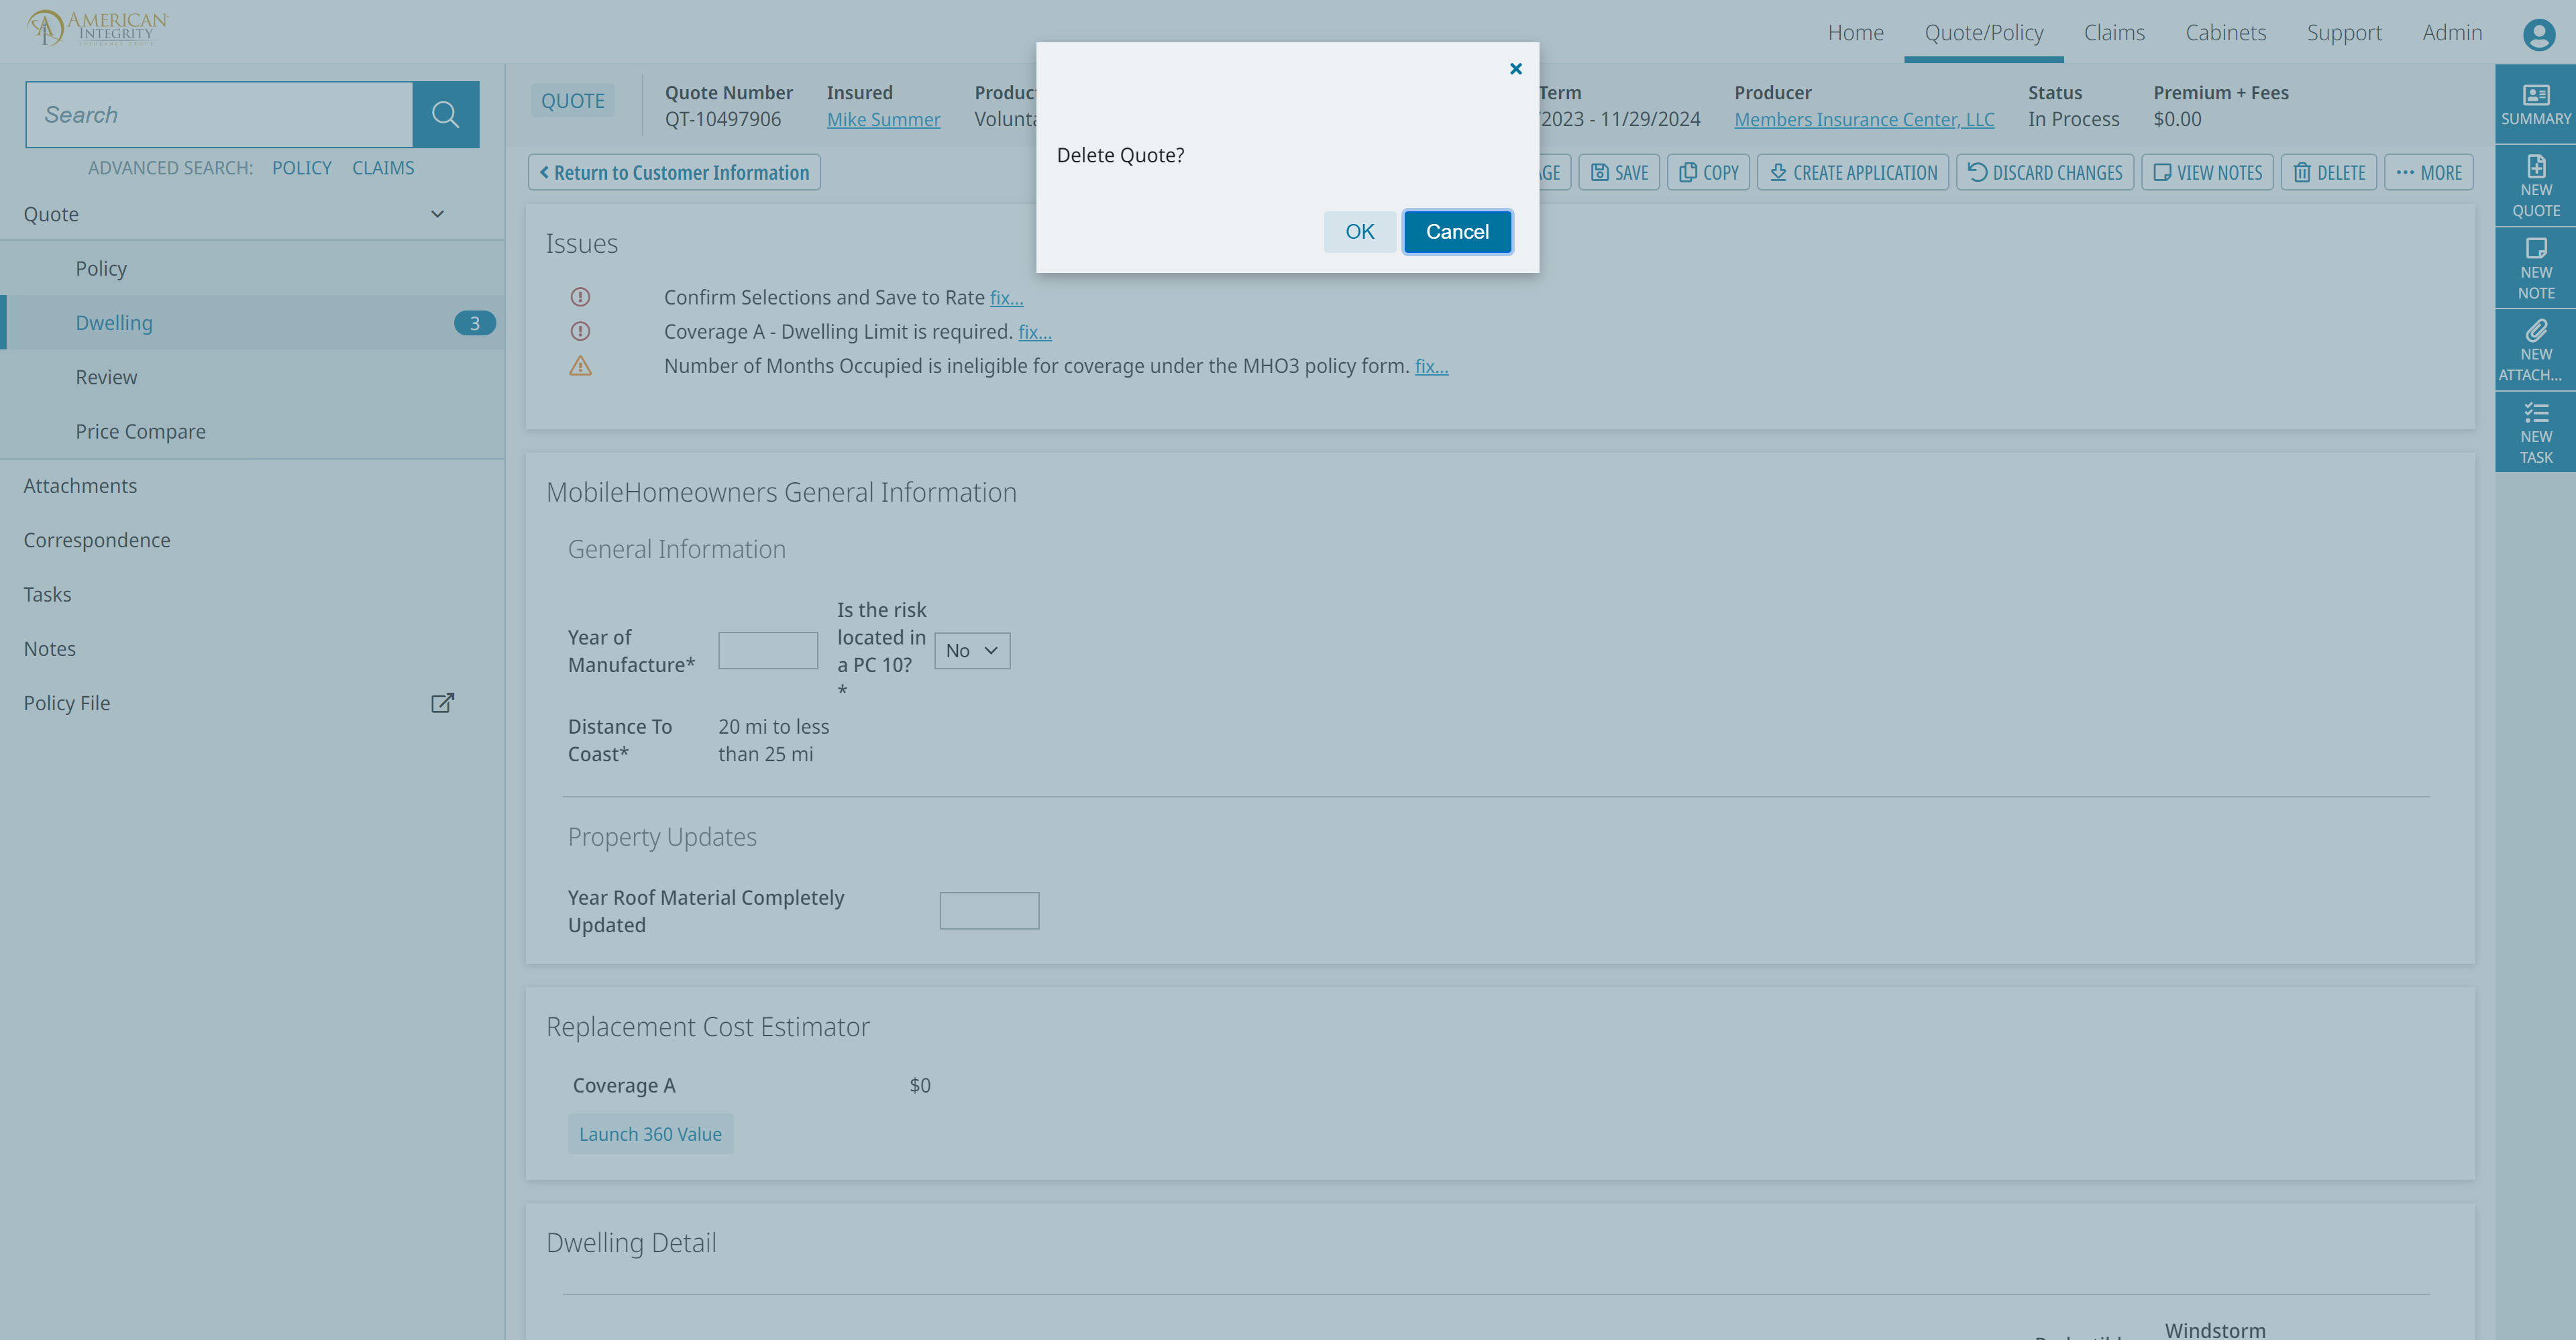 AMERICAN
INTEGRITY
Home Quote/Policy Claims Cabinets Support Admin
Search
ADVANCED SEARCH: POLICY CLAIMS
Quote
Policy
Dwelling 3
Review
Price Compare
Attachments
Correspondence
Tasks
Notes
Policy File
QUOTE
Quote Number Insured Term Producer Status Premium + Fees
QT-10497906 Mike Summer 2023 - 11/29/2024 Members Insurance Center, LLC In Process $0.00
Return to Customer Information
SAVE COPY CREATE APPLICATION DISCARD CHANGES VIEW NOTES DELETE MORE
Delete Quote?
OK Cancel
Issues
Confirm Selections and Save to Rate fix...
Coverage A - Dwelling Limit is required. fix...
Number of Months Occupied is ineligible for coverage under the MHO3 policy form. fix...
MobileHomeowners General Information
General Information
Year of
Manufacture*
Is the risk
located in
a PC 10?
*
No
Distance To
Coast*
20 mi to less
than 25 mi
Property Updates
Year Roof Material Completely
Updated
Replacement Cost Estimator
Coverage A $0
Launch 360 Value
Dwelling Detail
Windstorm
SUMMARY
NEW
QUOTE
NEW
NOTE
NEW
ATTACH...
NEW
TASK